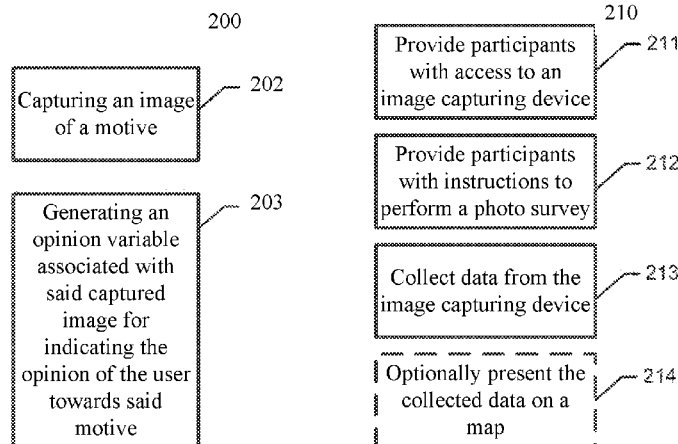 200
Capturing an image
of a motive
202
Generating an
opinion variable
associated with
said captured
image for
indicating the
opinion of the user
towards said
motive
203
210
Provide participants
with access to an
image capturing device
211
Provide participants
with instructions to
perform a photo survey
212
Collect data from the
image capturing device
213
Optionally present the
collected data on a
map
214